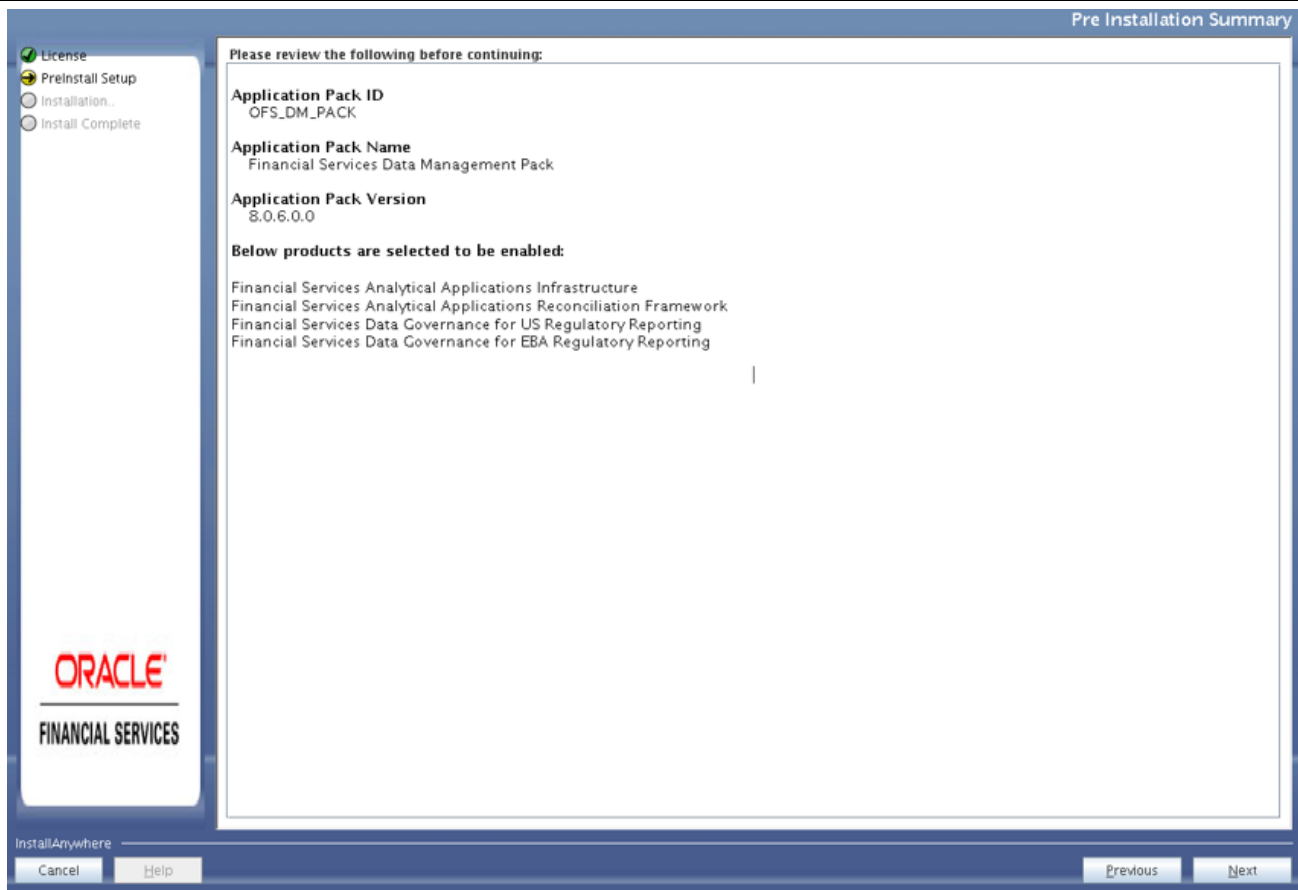 Pre Installation Summary
License
PreInstall Setup
Installation..
Install Complete
Please review the following before continuing:
Application Pack ID
OFS_DM_PACK
Application Pack Name
Financial Services Data Management Pack
Application Pack Version
8.0.6.0.0
Below products are selected to be enabled:
Financial Services Analytical Applications Infrastructure
Financial Services Analytical Applications Reconciliation Framework
Financial Services Data Governance for US Regulatory Reporting
Financial Services Data Governance for EBA Regulatory Reporting
ORACLE
FINANCIAL SERVICES
InstallAnywhere
Cancel Help Previous Next